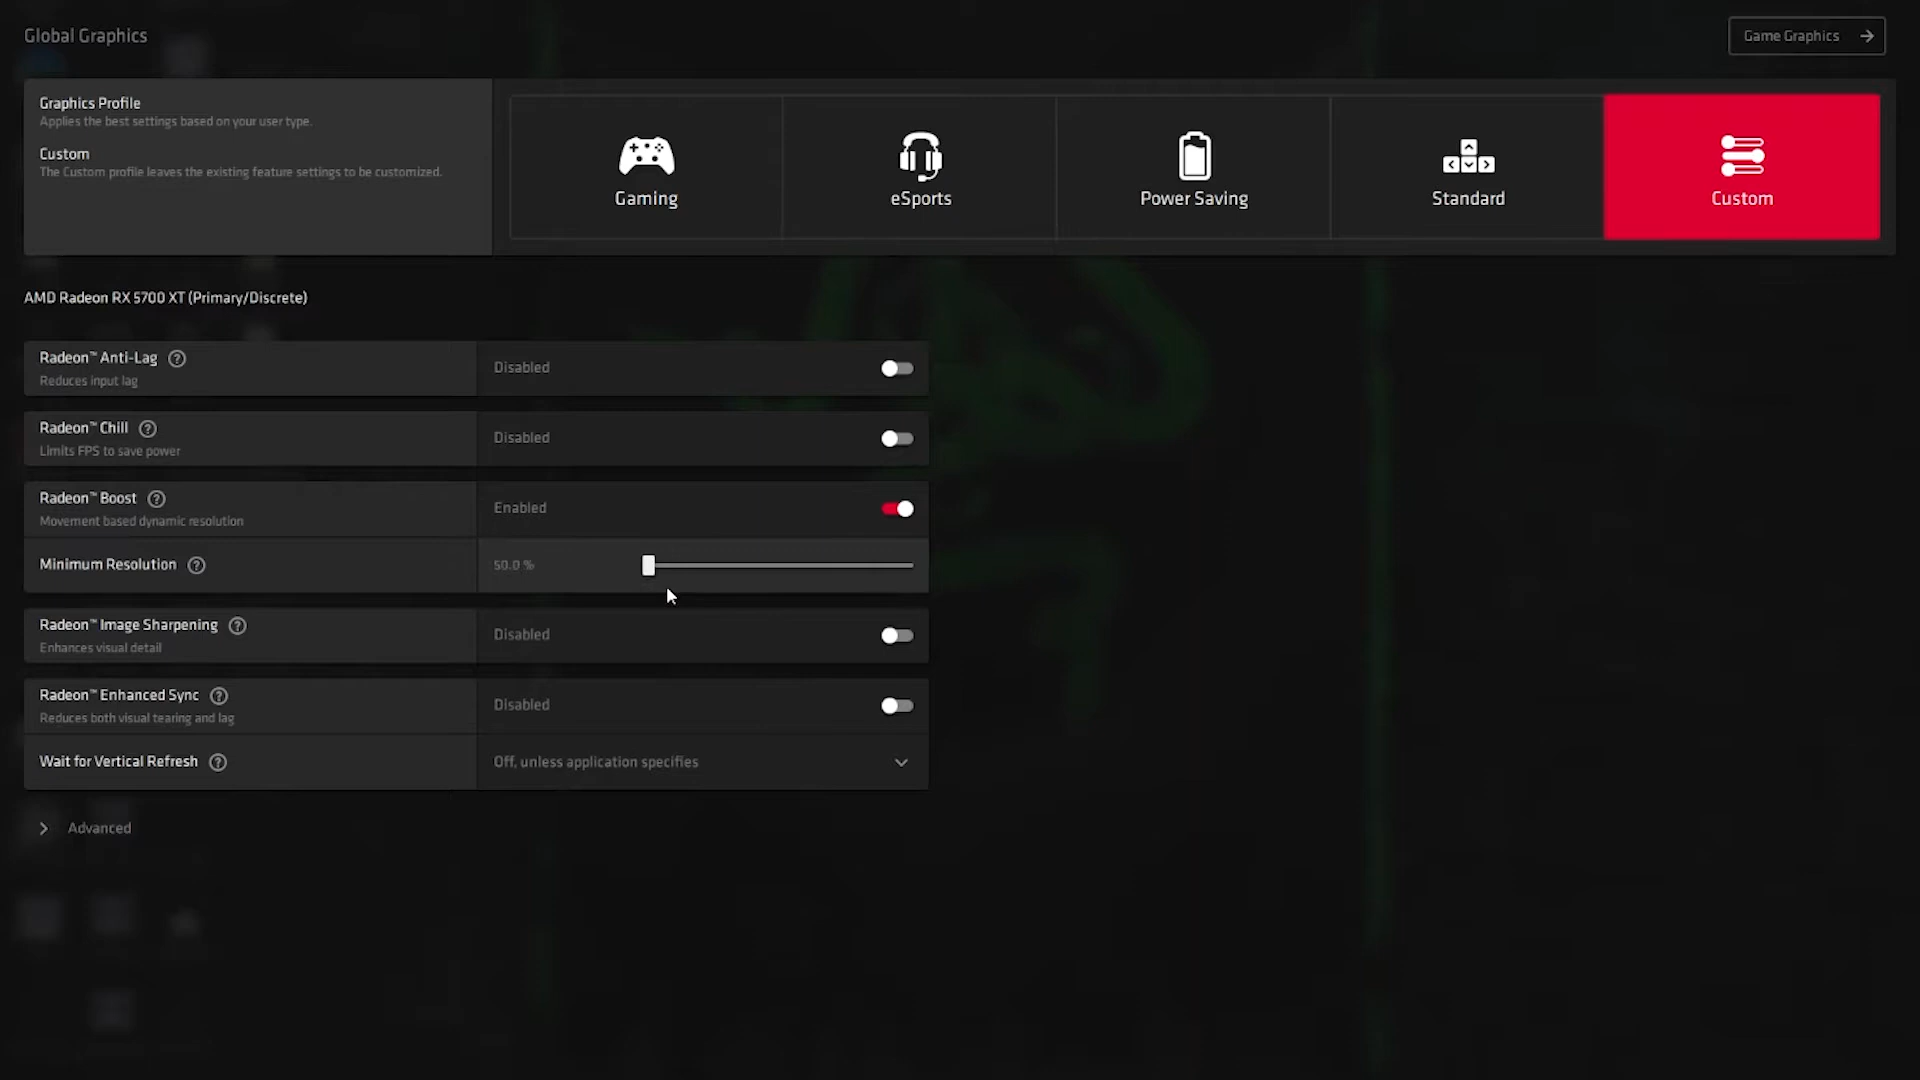 Global Graphics
Game Graphics
Graphics Profile
Applies the best settings based on your user type.
Custom
The Custom profile leaves the existing feature settings to be customized.
Gaming
eSports
Power Saving
Standard
Custom
AMD Radeon RX 5700 XT (Primary/Discrete)
Radeon™ Anti-Lag ?
Reduces input lag
Disabled
Radeon™ Chill ?
Limits FPS to save power
Disabled
Radeon™ Boost ?
Movement based dynamic resolution
Enabled
Minimum Resolution ?
50.0 %
Radeon™ Image Sharpening ?
Enhances visual detail
Disabled
Radeon™ Enhanced Sync ?
Reduces both visual tearing and lag
Disabled
Wait for Vertical Refresh ?
Off, unless application specifies
Advanced